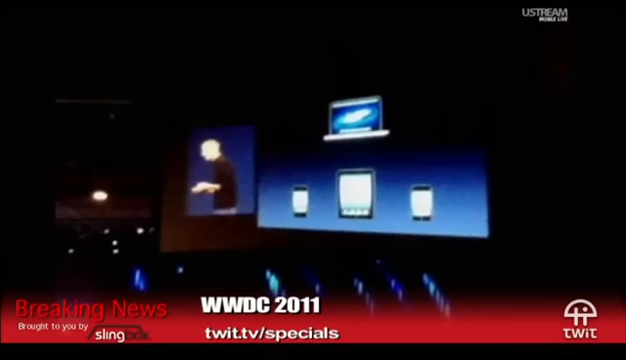 USTREAM
MOBILE LIVE
Breaking News
Brought to you by slingbox
WWDC 2011
twit.tv/specials
TWiT